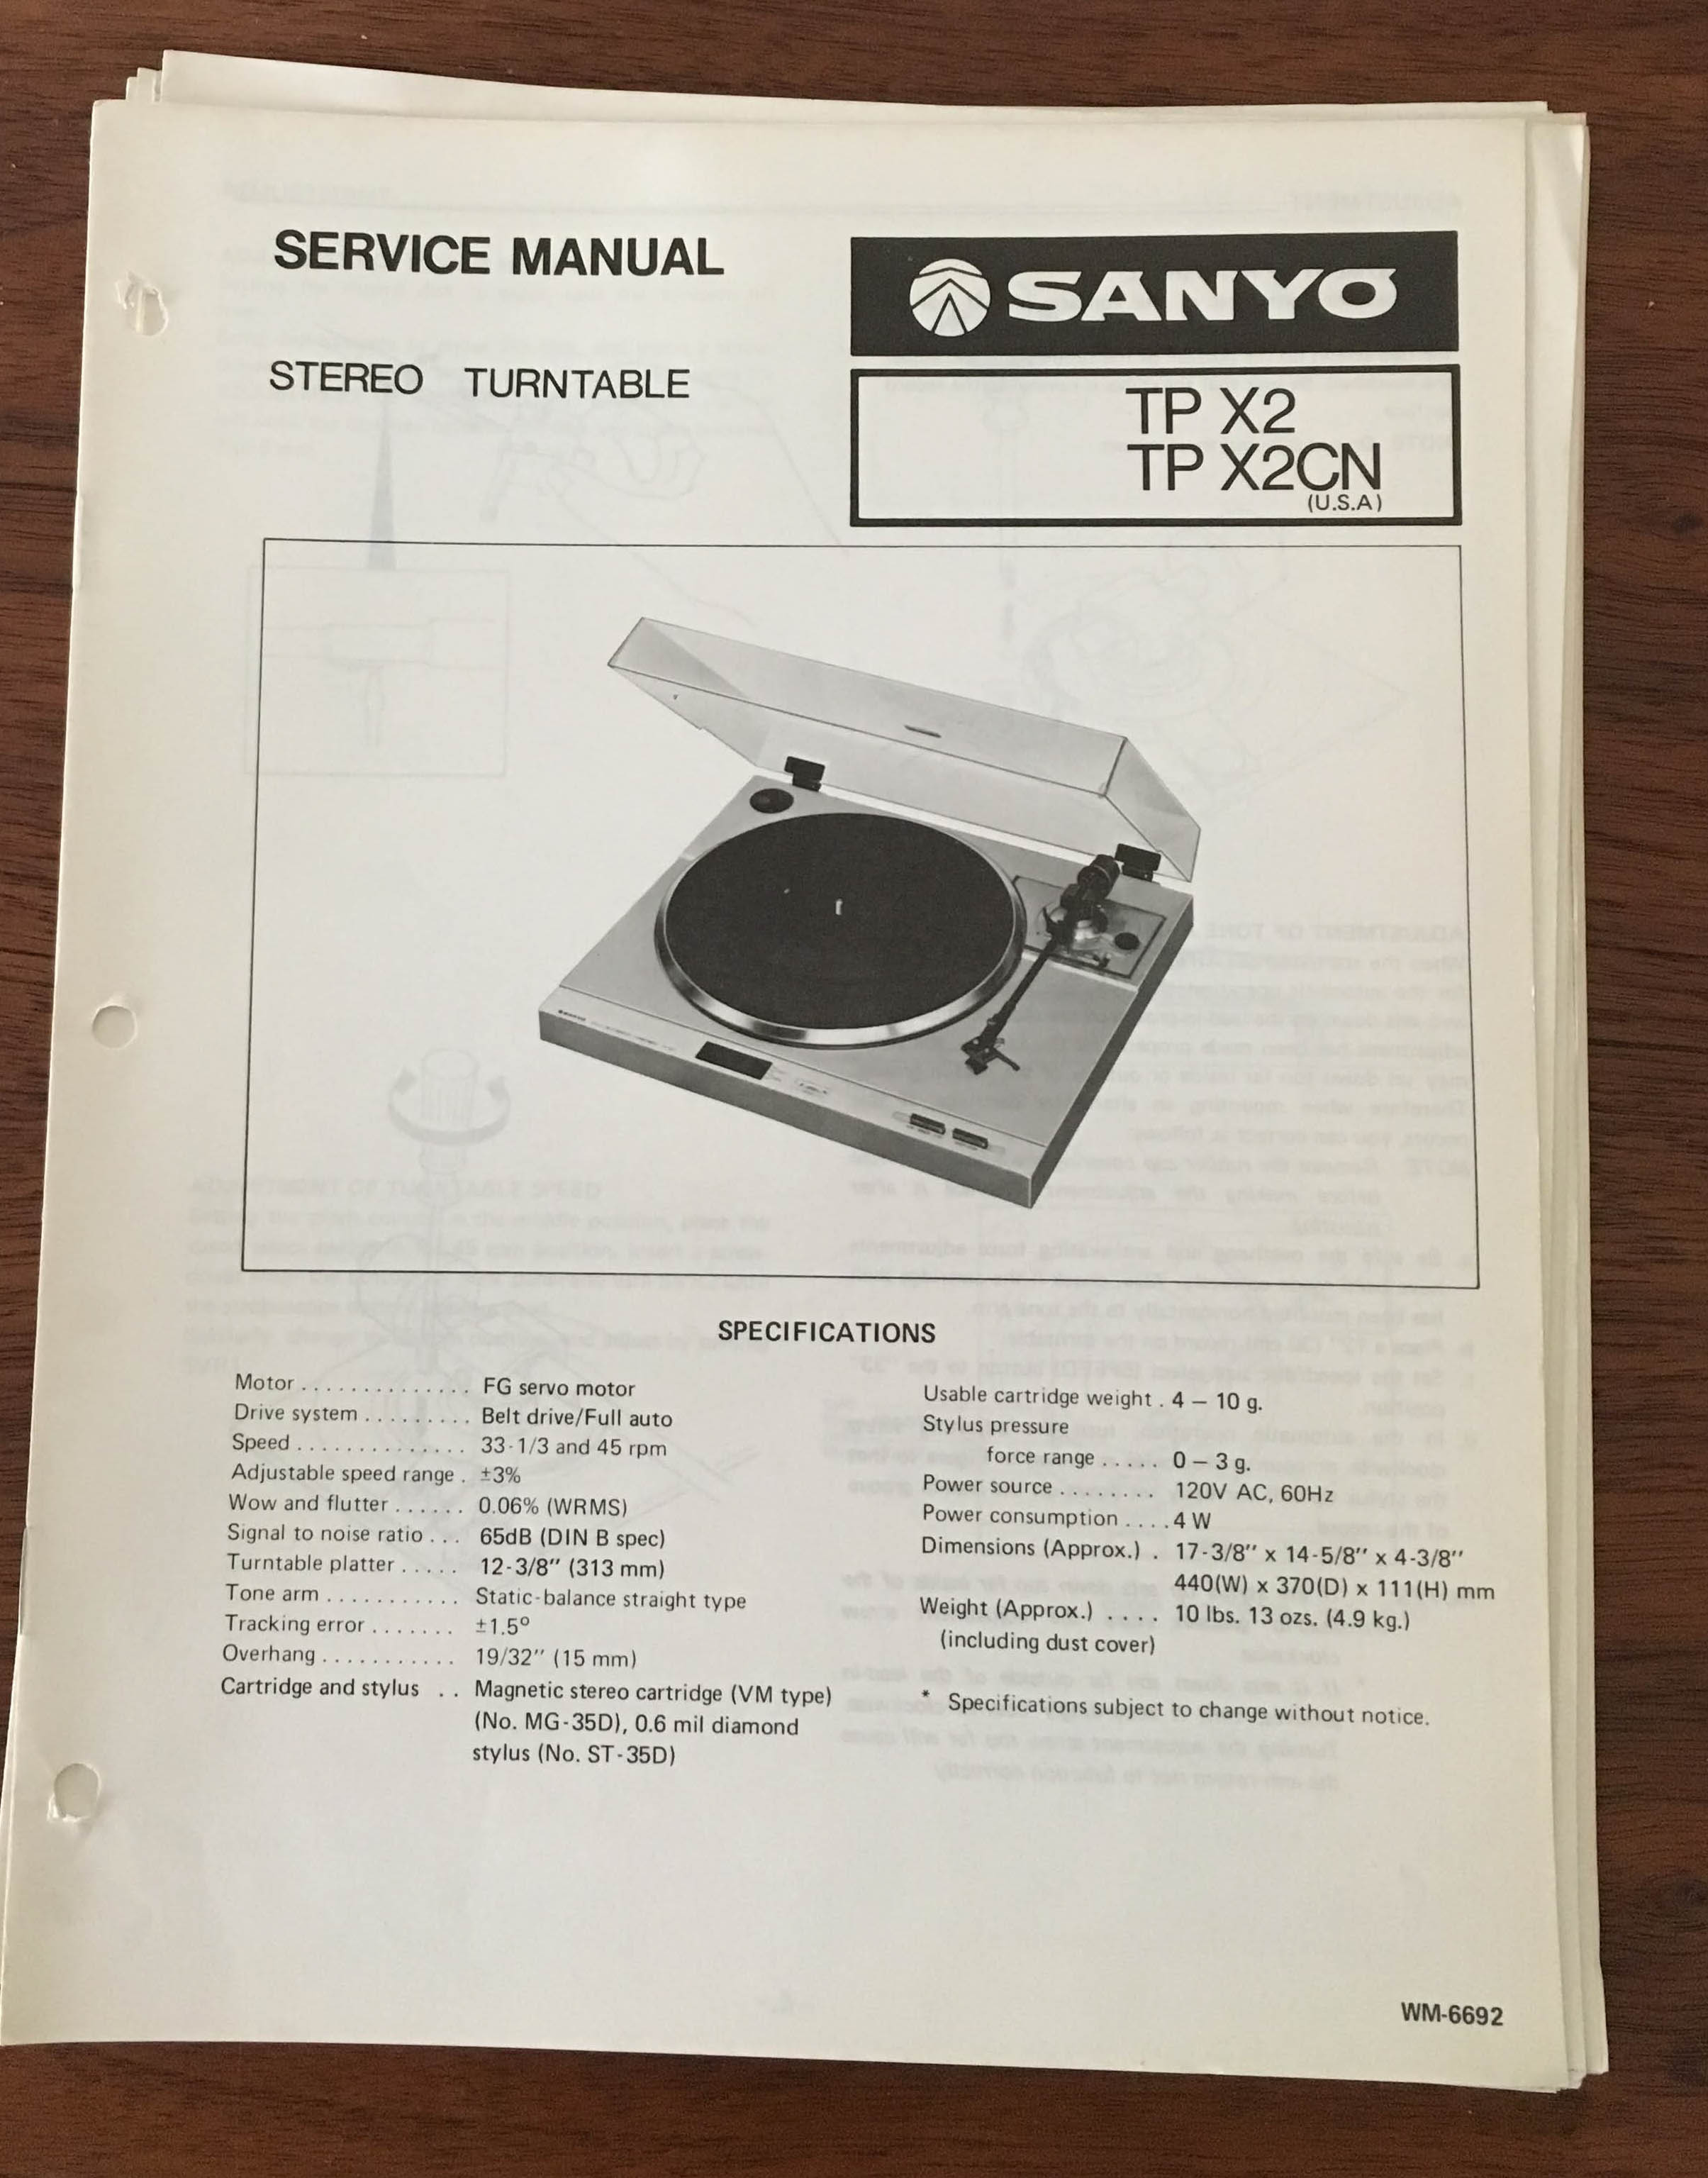 SERVICE MANUAL
STEREO TURNTABLE
SANYO
TP X2
TP X2CN
(U.S.A)
SPECIFICATIONS
Motor .............. FG servo motor
Drive system ......... Belt drive/Full auto
Speed .............. 33-1/3 and 45 rpm
Adjustable speed range . ±3%
Wow and flutter ...... 0.06% (WRMS)
Signal to noise ratio ... 65dB (DIN B spec)
Turntable platter ..... 12-3/8" (313 mm)
Tone arm ........... Static-balance straight type
Tracking error ....... ±1.5°
Overhang ........... 19/32" (15 mm)
Cartridge and stylus .. Magnetic stereo cartridge (VM type)
(No. MG-35D), 0.6 mil diamond
stylus (No. ST-35D)
Usable cartridge weight . 4 – 10 g.
Stylus pressure
force range ..... 0 – 3 g.
Power source ........ 120V AC, 60Hz
Power consumption .... 4 W
Dimensions (Approx.) . 17-3/8" x 14-5/8" x 4-3/8"
440(W) x 370(D) x 111(H) mm
Weight (Approx.) .... 10 lbs. 13 ozs. (4.9 kg.)
(including dust cover)
* Specifications subject to change without notice.
WM-6692